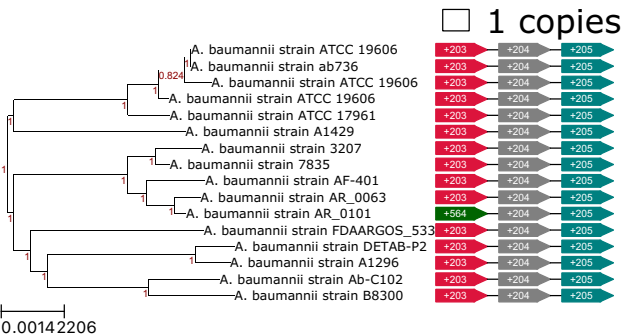 1 copies
A. baumannii strain ATCC 19606 +203 +204 +205
1 A. baumannii strain ab736 +203 +204 +205
0.824 A. baumannii strain ATCC 19606 +203 +204 +205
1 A. baumannii strain ATCC 19606 +203 +204 +205
1 A. baumannii strain ATCC 17961 +203 +204 +205
1 A. baumannii strain A1429 +203 +204 +205
A. baumannii strain 3207 +203 +204 +205
1 A. baumannii strain 7835 +203 +204 +205
1 1 A. baumannii strain AF-401 +203 +204 +205
1 A. baumannii strain AR_0063 +203 +204 +205
1 A. baumannii strain AR_0101 +564 +204 +205
A. baumannii strain FDAARGOS_533 +203 +204 +205
1 A. baumannii strain DETAB-P2 +203 +204 +205
1 1 A. baumannii strain A1296 +203 +204 +205
1 A. baumannii strain Ab-C102 +203 +204 +205
1 A. baumannii strain B8300 +203 +204 +205
0.00142206